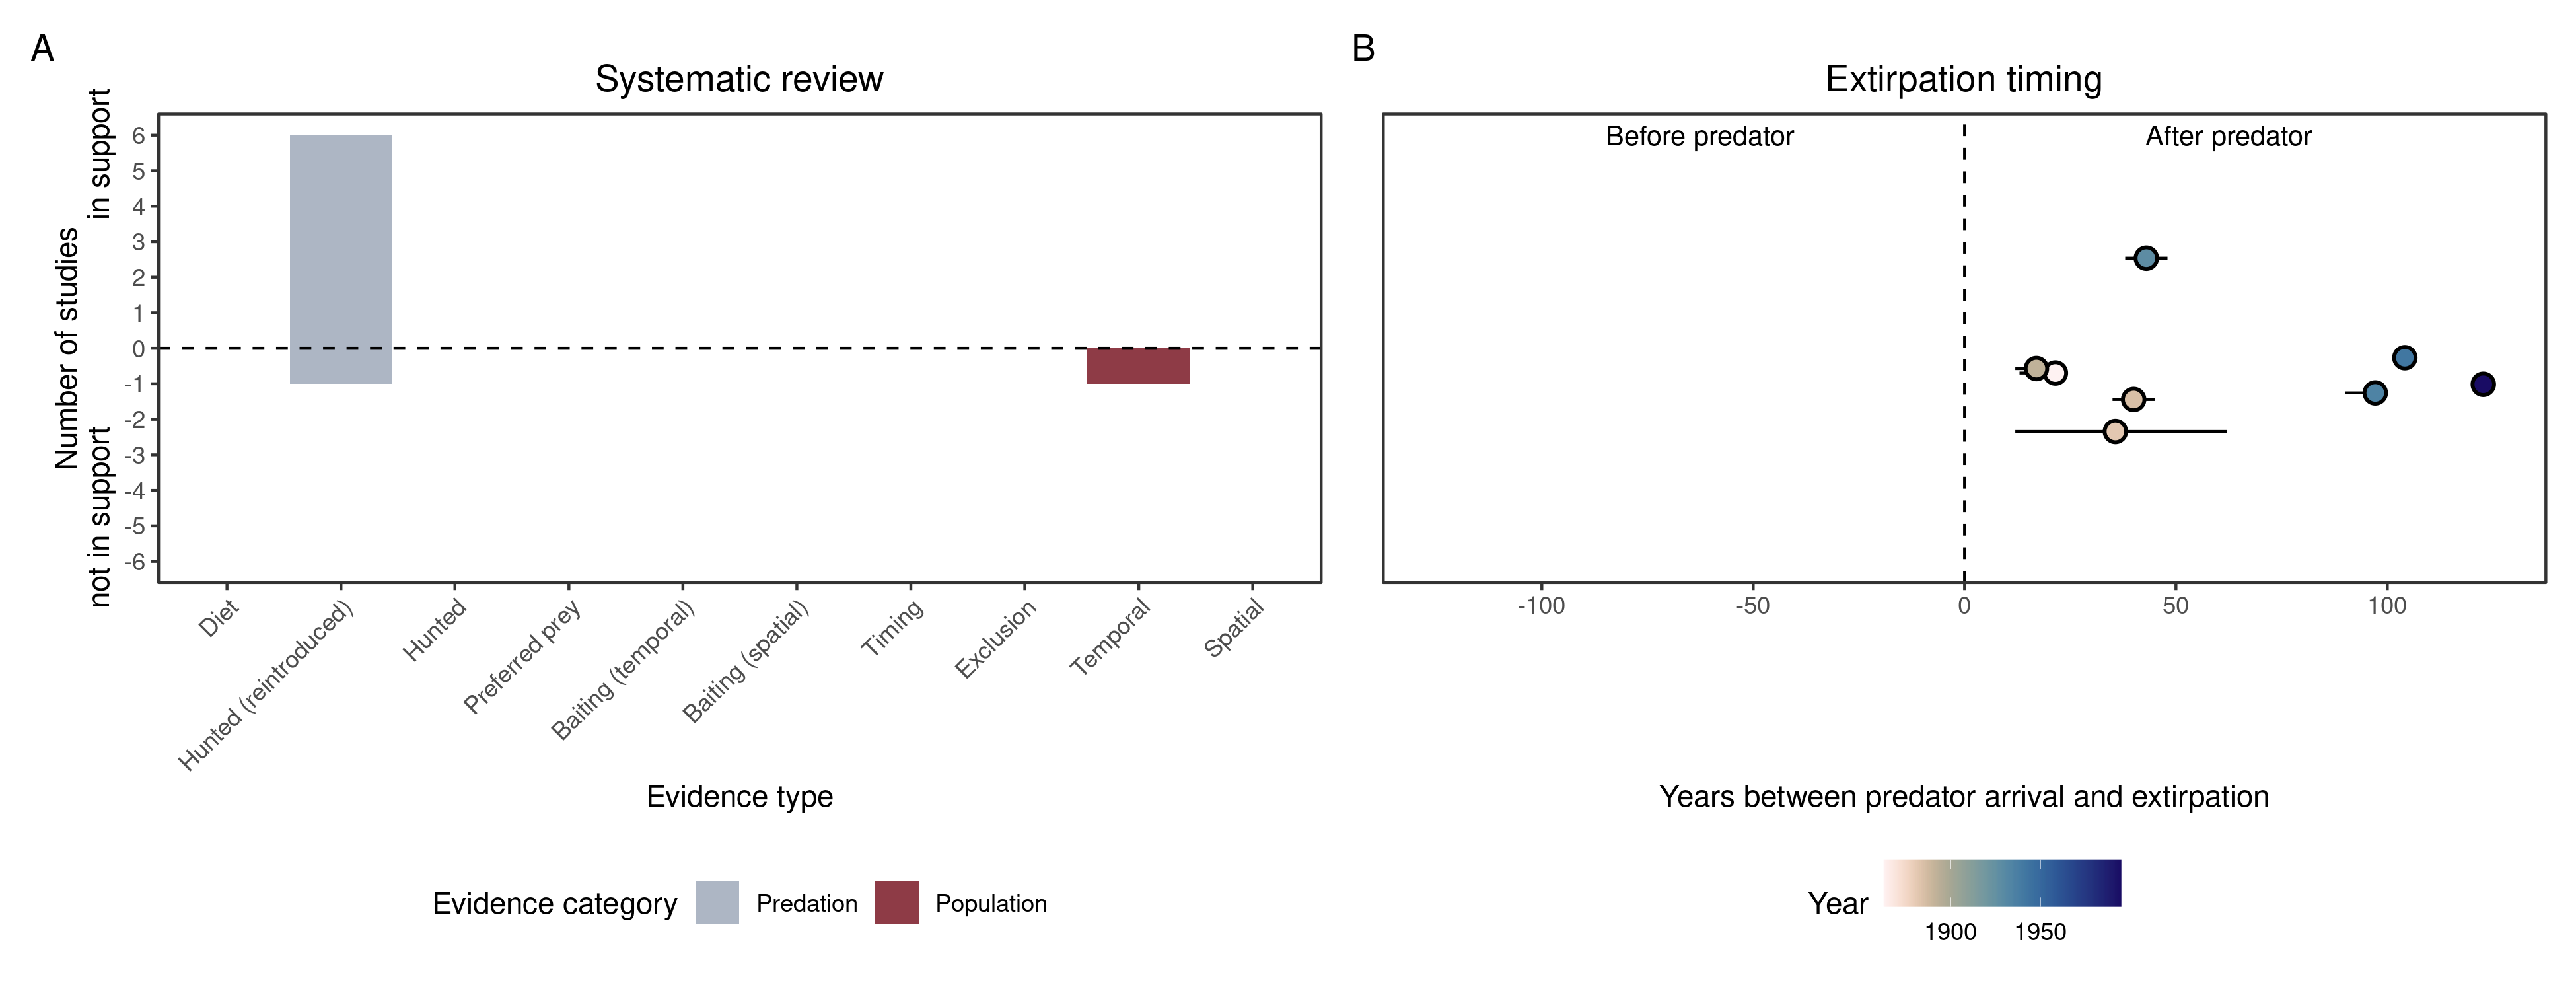 A
Systematic review
Number of studies
not in support
in support
6
5
4
3
2
1
0
-1
-2
-3
-4
-5
-6
Diet
Hunted (reintroduced)
Hunted
Preferred prey
Baiting (temporal)
Baiting (spatial)
Timing
Exclusion
Temporal
Spatial
Evidence type
Evidence category
Predation
Population
B
Extirpation timing
Before predator
After predator
-100
-50
0
50
100
Years between predator arrival and extirpation
Year
1900
1950